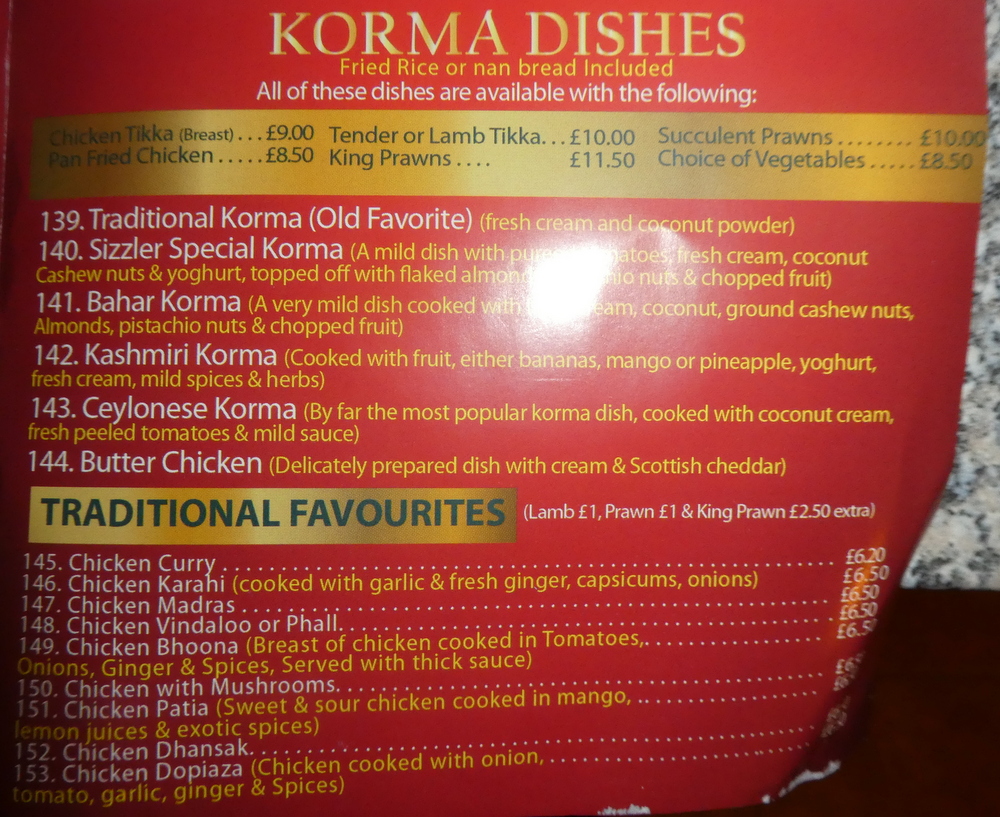 KORMA DISHES
Fried Rice or nan bread Included
All of these dishes are available with the following:
Chicken Tikka (Breast)...£9.00 Tender or Lamb Tikka...£10.00 Succulent Prawns........£10.00
Pan Fried Chicken.....£8.50 King Prawns.... £11.50 Choice of Vegetables.....£8.50
139. Traditional Korma (Old Favorite) (fresh cream and coconut powder)
140. Sizzler Special Korma (A mild dish with fresh cream, coconut
Cashew nuts & yoghurt, topped off with flaked nuts & chopped fruit)
141. Bahar Korma (A very mild dish cooked with coconut, ground cashew nuts,
Almonds, pistachio nuts & chopped fruit)
142. Kashmiri Korma (Cooked with fruit, either bananas, mango or pineapple, yoghurt,
fresh cream, mild spices & herbs)
143. Ceylonese Korma (By far the most popular korma dish, cooked with coconut cream,
fresh peeled tomatoes & mild sauce)
144. Butter Chicken (Delicately prepared dish with cream & Scottish cheddar)
TRADITIONAL FAVOURITES (Lamb £1, Prawn £1 & King Prawn £2.50 extra)
145. Chicken Curry £6.20
146. Chicken Karahi (cooked with garlic & fresh ginger, capsicums, onions) £6.50
147. Chicken Madras £6.50
148. Chicken Vindaloo or Phall. £6.50
149. Chicken Bhoona (Breast of chicken cooked in Tomatoes, £6.50
Onions, Ginger & Spices, Served with thick sauce)
150. Chicken with Mushrooms.
151. Chicken Patia (Sweet & sour chicken cooked in mango,
lemon juices & exotic spices)
152. Chicken Dhansak.
153. Chicken Dopiaza (Chicken cooked with onion,
tomato, garlic, ginger & Spices)